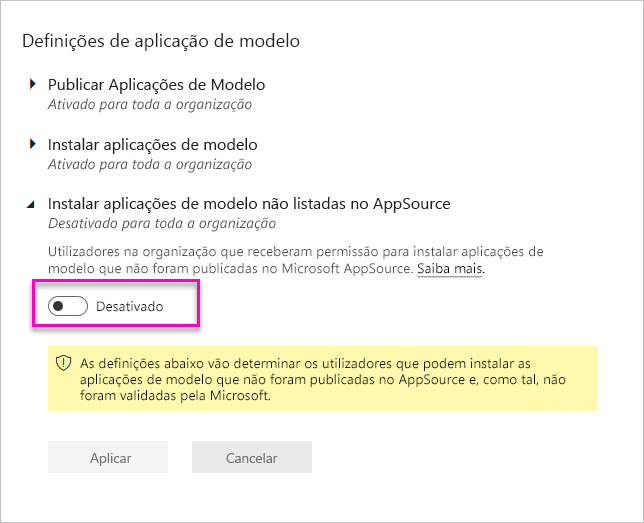 Definições de aplicação de modelo
Publicar Aplicações de Modelo
Ativado para toda a organização
Instalar aplicações de modelo
Ativado para toda a organização
Instalar aplicações de modelo não listadas no AppSource
Desativado para toda a organização
Utilizadores na organização que receberam permissão para instalar aplicações de
modelo que não foram publicadas no Microsoft AppSource. Saiba mais.
Desativado
As definições abaixo vão determinar os utilizadores que podem instalar as
aplicações de modelo que não foram publicadas no AppSource e, como tal, não
foram validadas pela Microsoft.
Aplicar
Cancelar